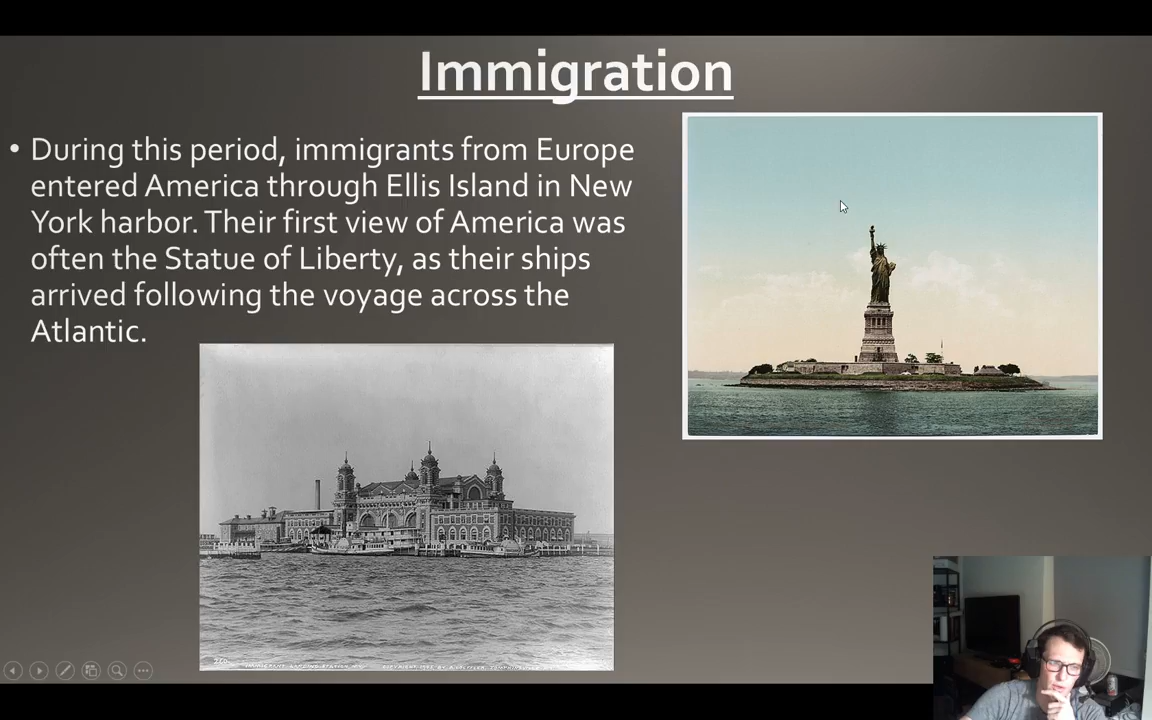 Immigration
• During this period, immigrants from Europe
entered America through Ellis Island in New
York harbor. Their first view of America was
often the Statue of Liberty, as their ships
arrived following the voyage across the
Atlantic.